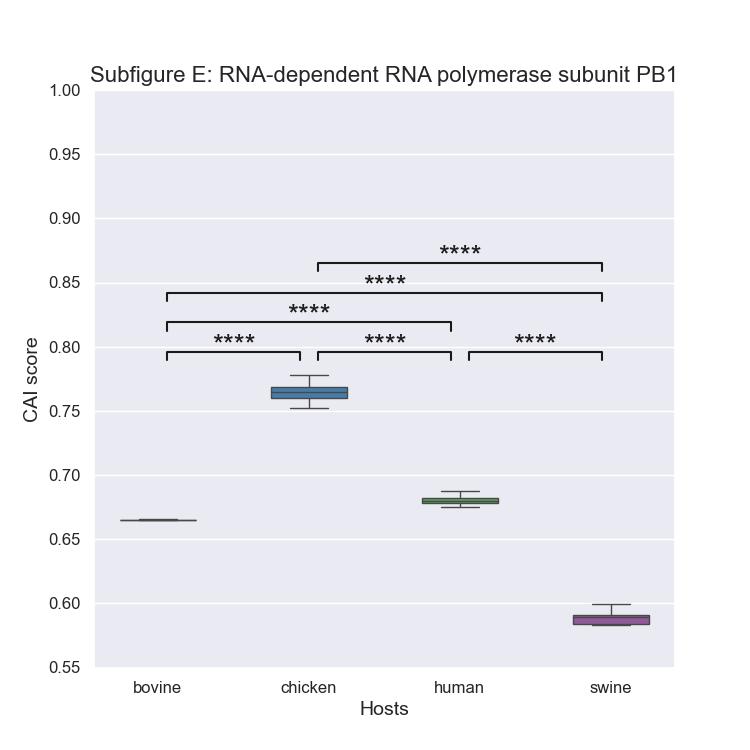 Subfigure E: RNA-dependent RNA polymerase subunit PB1
1.00
0.95
0.90
0.85
0.80
0.75
0.70
0.65
0.60
0.55
CAI score
****
****
****
**** **** ****
bovine chicken human swine
Hosts